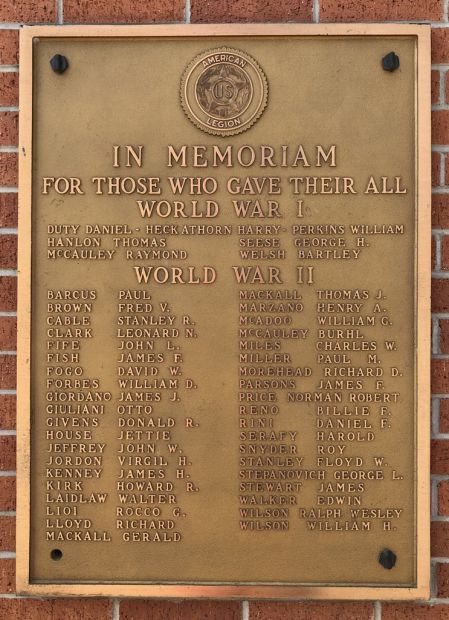 AMERICAN
US
LEGION
IN MEMORIAM
FOR THOSE WHO GAVE THEIR ALL
WORLD WAR I
DUTY DANIEL - HECKATHORN HARRY - PERKINS WILLIAM
HANLON THOMAS SEESE GEORGE H.
McCAULEY RAYMOND WELSH BARTLEY
WORLD WAR II
BARCUS PAUL
BROWN FRED V.
CABLE STANLEY R.
CLARK LEONARD N.
FIFE JOHN L.
FISH JAMES F.
FOGO DAVID W.
FORBES WILLIAM D.
GIORDANO JAMES J.
GIULIANI OTTO
GIVENS DONALD R.
HOUSE JETTIE
JEFFREY JOHN W.
JORDON VIRGIL H.
KENNEY JAMES H.
KIRK HOWARD R.
LAIDLAW WALTER
LIOI ROCCO G.
LLOYD RICHARD
MACKALL GERALD
MACKALL THOMAS J.
MARZANO HENRY A.
McADOO WILLIAM G.
McCAULEY BURHL
MILES CHARLES W.
MILLER PAUL M.
MOREHEAD RICHARD D.
PARSONS JAMES F.
PRICE NORMAN ROBERT
RENO BILLIE F.
RINI DANIEL F.
SERAFY HAROLD
SNYDER ROY
STANLEY FLOYD W.
STEPANOVICH GEORGE L.
STEWART JAMES
WALKER EDWIN
WILSON RALPH WESLEY
WILSON WILLIAM H.